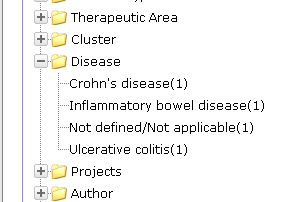 Therapeutic Area
Cluster
Disease
Crohn's disease(1)
Inflammatory bowel disease(1)
Not defined/Not applicable(1)
Ulcerative colitis(1)
Projects
Author